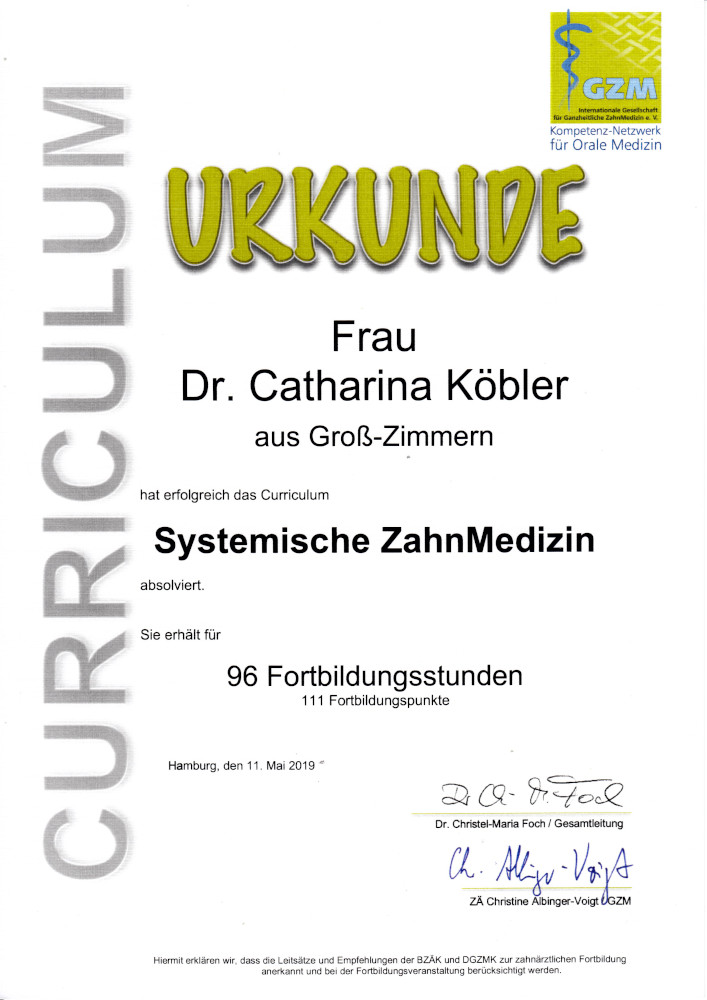 GZM
Internationale Gesellschaft
für Ganzheitliche ZahnMedizin e. V.
Kompetenz-Netzwerk
für Orale Medizin
CURRICULUM
URKUNDE
Frau
Dr. Catharina Köbler
aus Groß-Zimmern
hat erfolgreich das Curriculum
Systemische ZahnMedizin
absolviert.
Sie erhält für
96 Fortbildungsstunden
111 Fortbildungspunkte
Hamburg, den 11. Mai 2019
Dr. Christel-Maria Foch / Gesamtleitung
Ch. Albinger-Voigt
ZÄ Christine Albinger-Voigt GZM
Hiermit erklären wir, dass die Leitsätze und Empfehlungen der BZÄK und DGZMK zur zahnärztlichen Fortbildung
anerkannt und bei der Fortbildungsveranstaltung berücksichtigt werden.